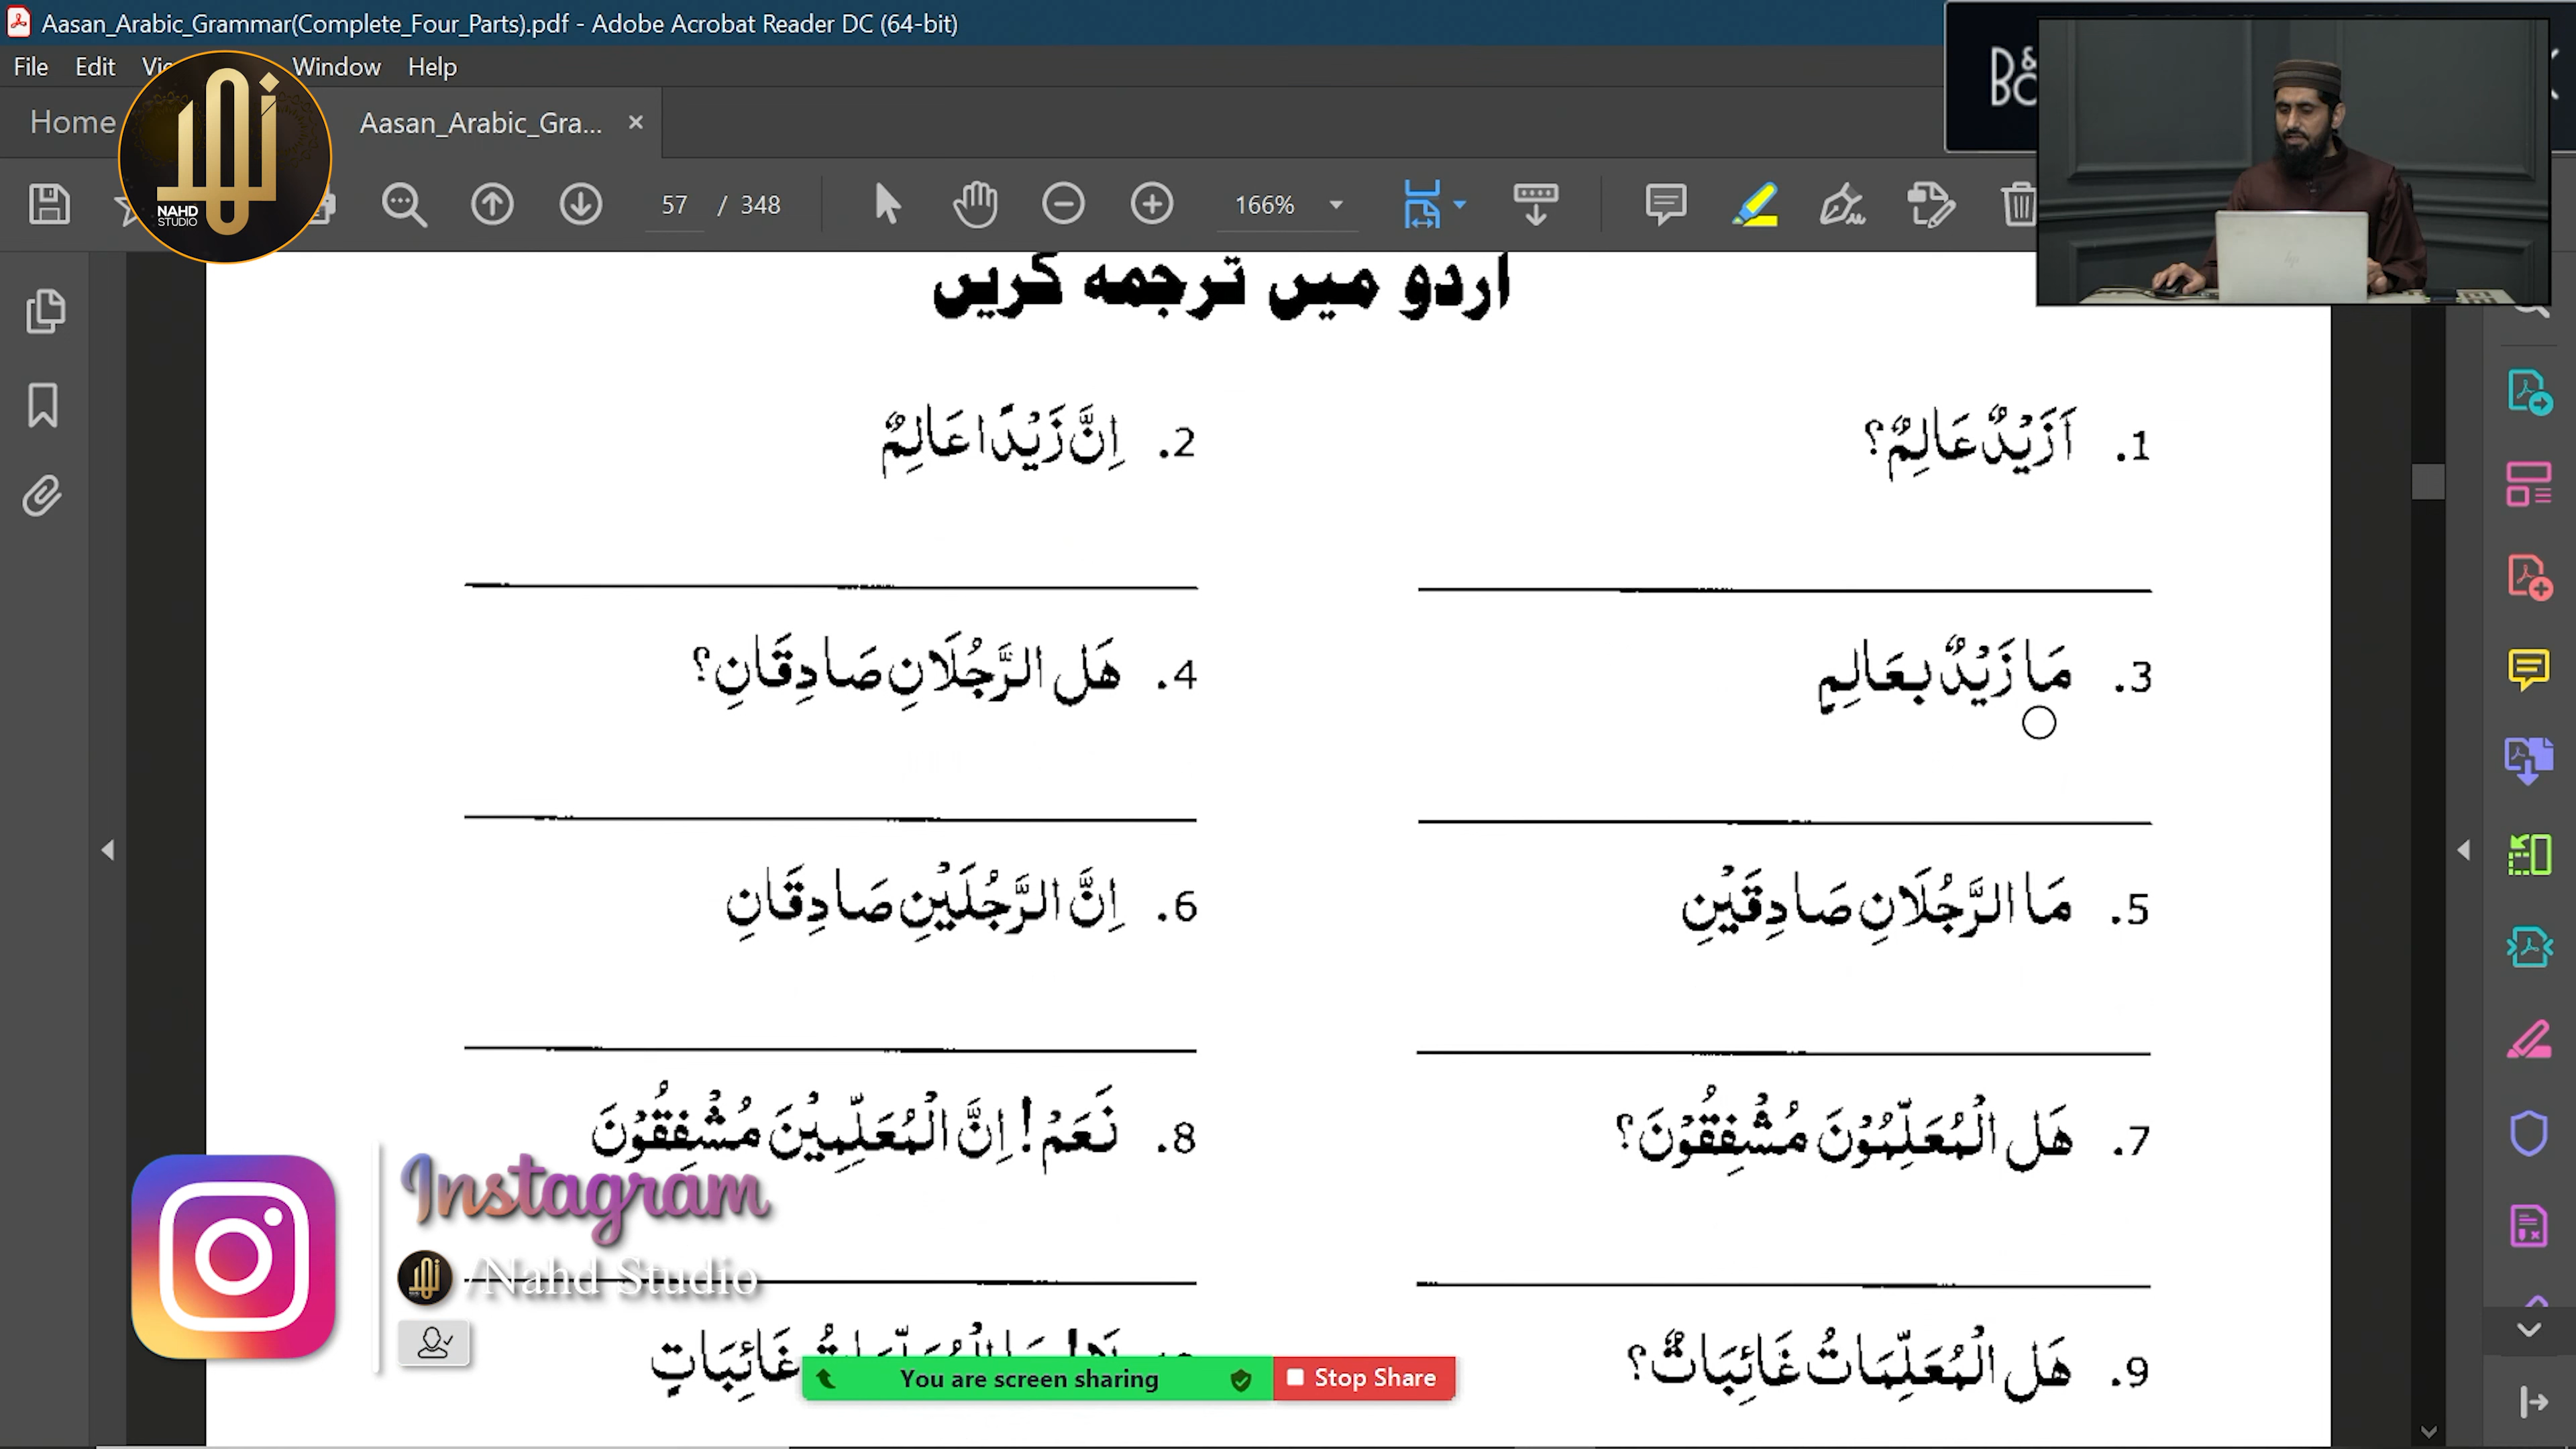 Aasan_Arabic_Grammar(Complete_Four_Parts).pdf - Adobe Acrobat Reader DC (64-bit)
File Edit Window Help
Home Aasan_Arabic_Gra...
57 / 348 166%
NAHD
STUDIO
اردو میں ترجمہ کریں
1. اَزَيْدٌ عَالِمٌ؟
2. اِنَّ زَيْدًا عَالِمٌ
3. مَا زَيْدٌ بِعَالِمٍ
4. هَلِ الرَّجُلَانِ صَادِقَانِ؟
5. مَا الرَّجُلَانِ صَادِقَيْنِ
6. اِنَّ الرَّجُلَيْنِ صَادِقَانِ
7. هَلِ الْمُعَلِّمُوْنَ مُشْفِقُوْنَ؟
8. نَعَمْ! اِنَّ الْمُعَلِّمِيْنَ مُشْفِقُوْنَ
9. هَلِ الْمُعَلِّمَاتُ غَائِبَاتٌ؟
غَائِبَاتٍ
Instagram
/Nahd Studio
You are screen sharing Stop Share